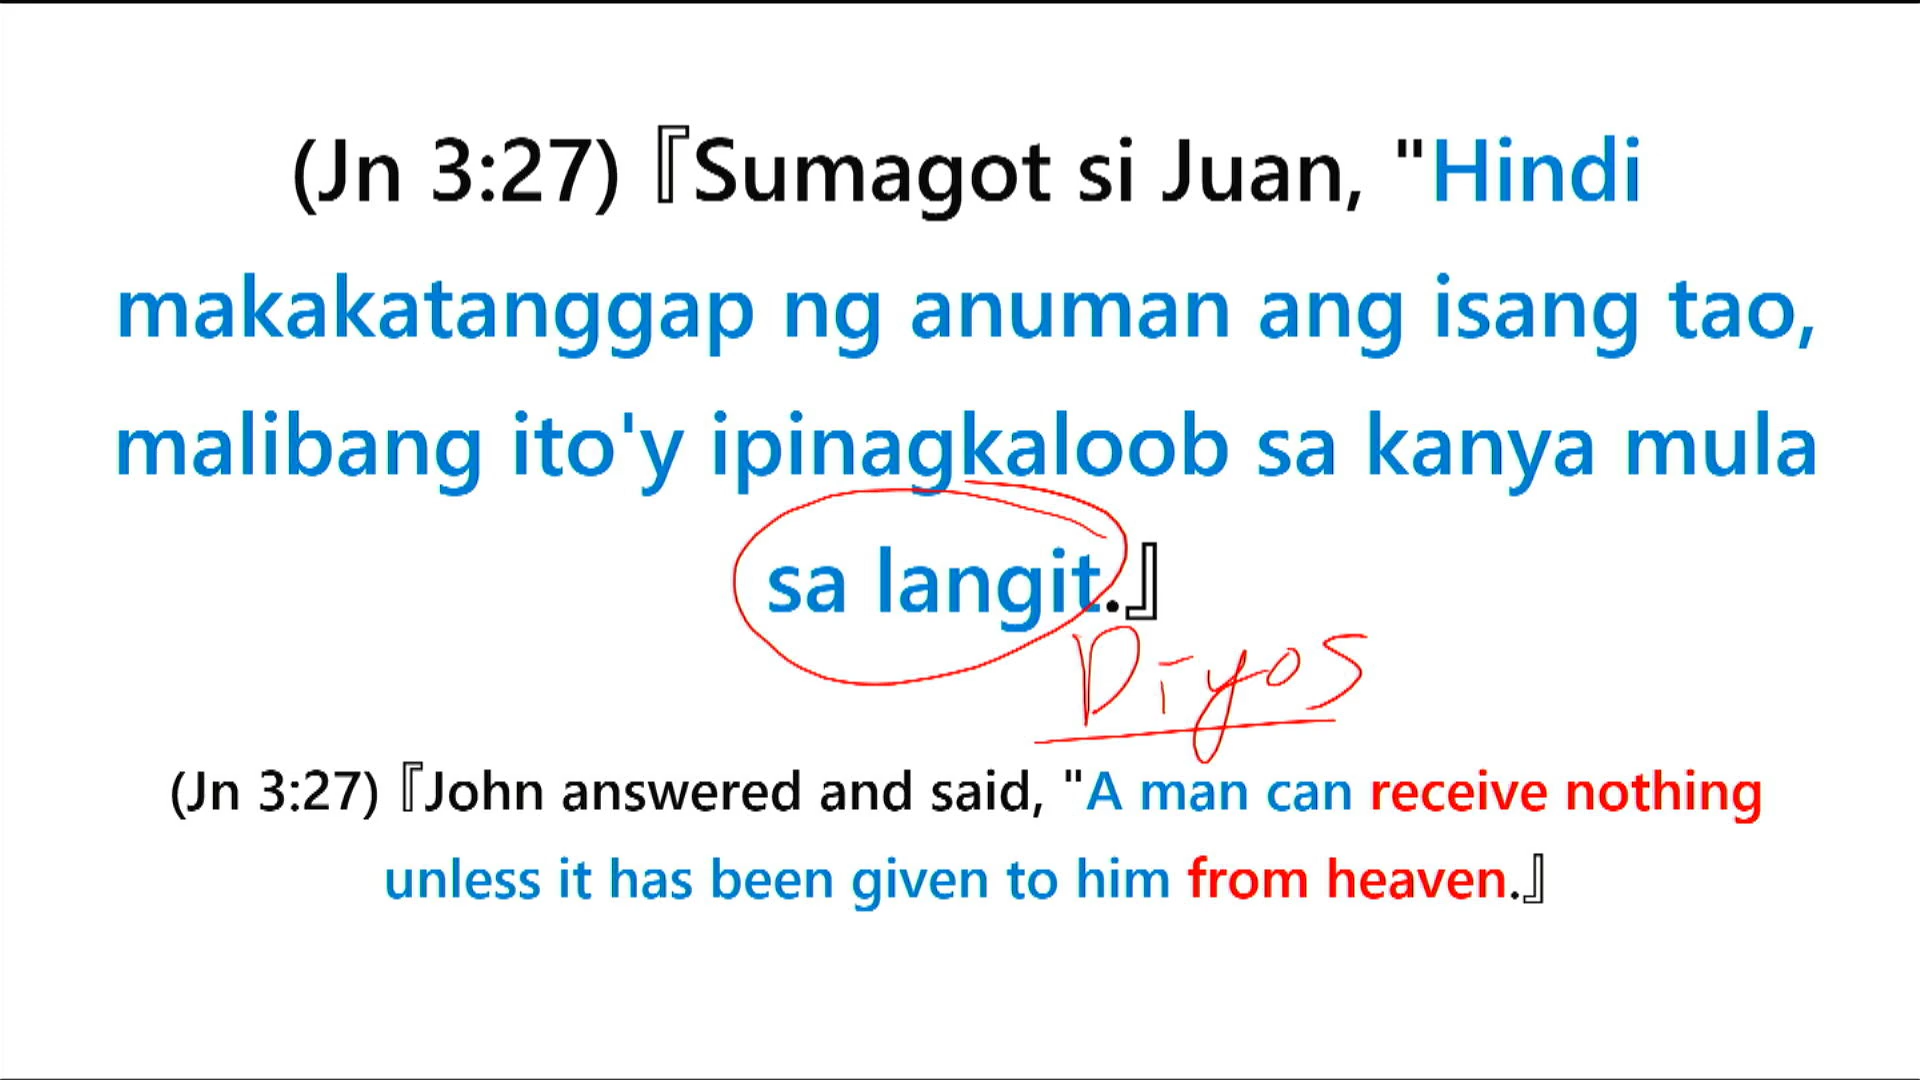 (Jn 3:27) 『Sumagot si Juan, "Hindi
makakatanggap ng anuman ang isang tao,
malibang ito'y ipinagkaloob sa kanya mula
sa langit.』
Diyos
(Jn 3:27) 『John answered and said, "A man can receive nothing
unless it has been given to him from heaven.』